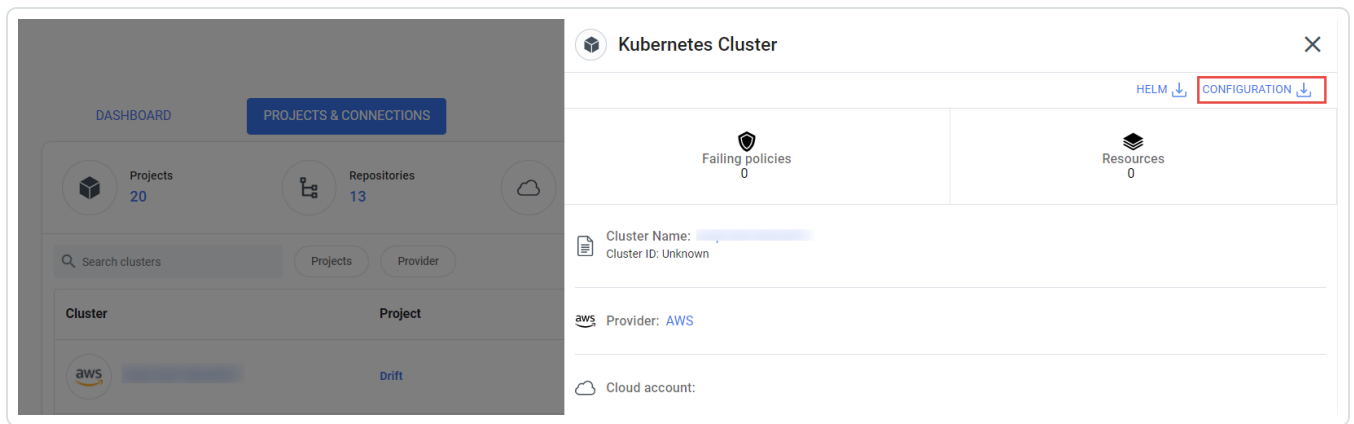 Kubernetes Cluster
HELM
CONFIGURATION
DASHBOARD
PROJECTS & CONNECTIONS
Failing policies
0
Resources
0
Projects
20
Repositories
13
Cluster Name:
Cluster ID: Unknown
Search clusters
Projects
Provider
Cluster
Project
aws
Provider: AWS
aws
Drift
Cloud account: